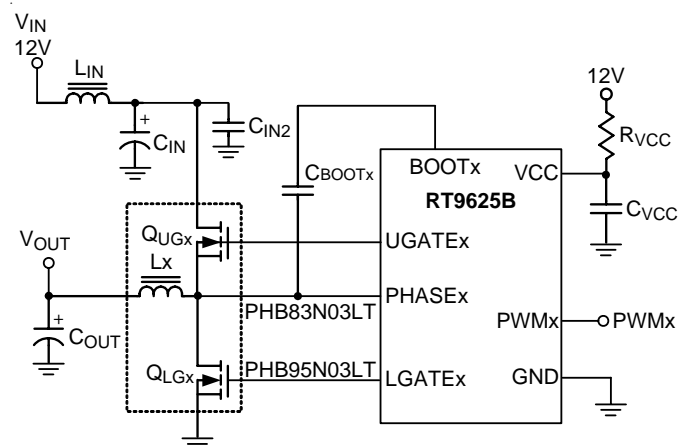 VIN
12V
LIN
CIN
CIN2
CBOOTx
BOOTx
RT9625B
VCC
12V
RVCC
CVCC
VOUT
Lx
COUT
QUGx
UGATEx
PHASEx
PHB83N03LT
PWMx
PWMx
QLGx
PHB95N03LT
LGATEx
GND